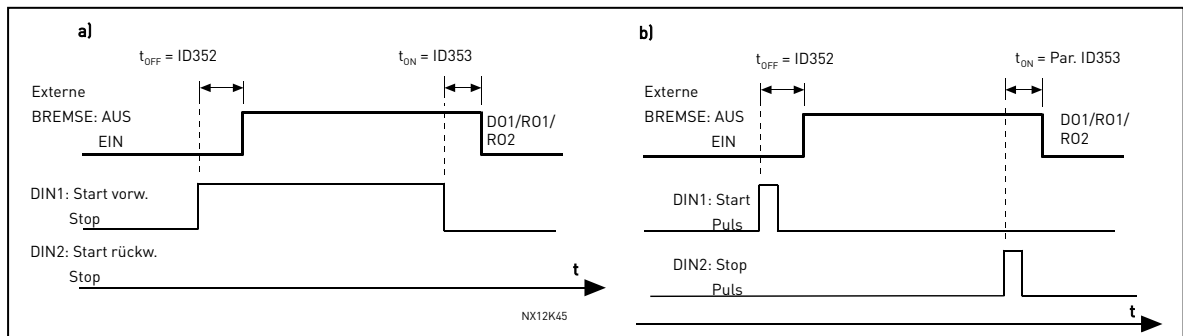 a)
t_OFF = ID352
t_ON = ID353
Externe
BREMSE: AUS
EIN
DO1/RO1/
RO2
DIN1: Start vorw.
Stop
DIN2: Start rückw.
Stop
t
NX12K45
b)
t_OFF = ID352
t_ON = Par. ID353
Externe
BREMSE: AUS
EIN
DO1/RO1/
RO2
DIN1: Start
Puls
DIN2: Stop
Puls
t